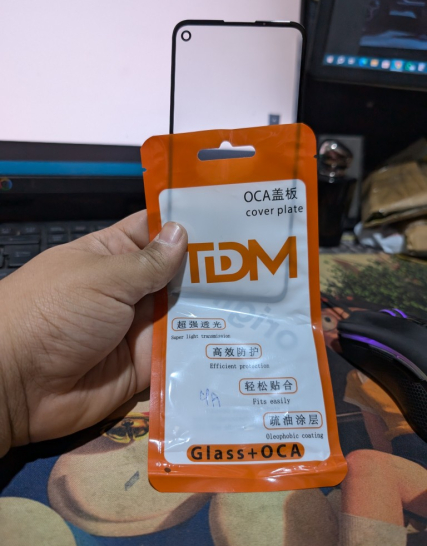 OCA盖板
cover plate
TDM
超强透光
Super light transmission
高效防护
Efficient protection
轻松贴合
Fits easily
疏油涂层
Oleophobic coating
Glass+OCA